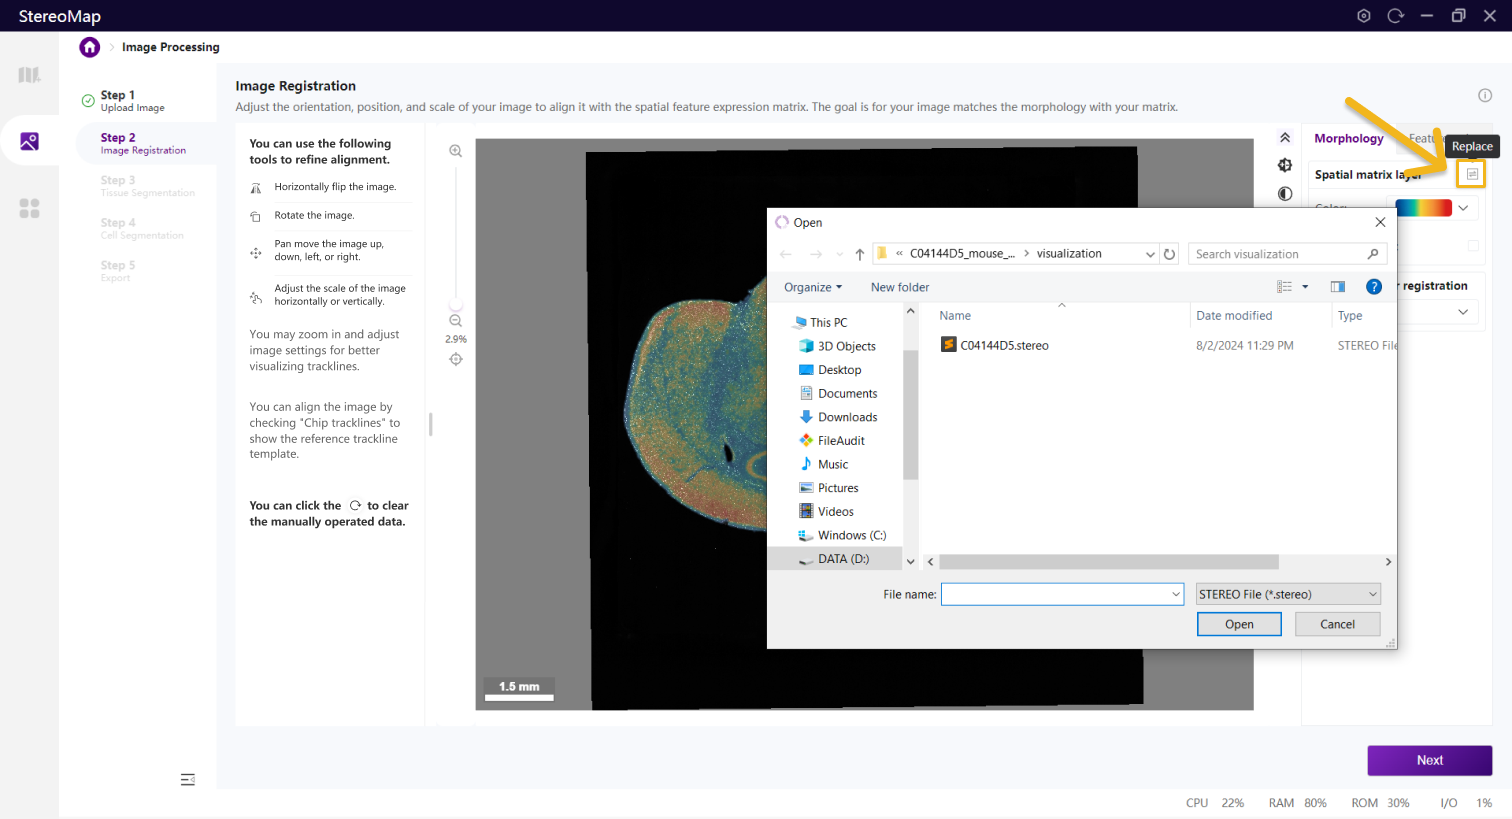 StereoMap
Image Processing
Step 1
Upload Image
Step 2
Image Registration
Step 3
Tissue Segmentation
Step 4
Cell Segmentation
Step 5
Export
Image Registration
Adjust the orientation, position, and scale of your image to align it with the spatial feature expression matrix. The goal is for your image matches the morphology with your matrix.
You can use the following
tools to refine alignment.
Horizontally flip the image.
Rotate the image.
Pan move the image up,
down, left, or right.
Adjust the scale of the image
horizontally or vertically.
You may zoom in and adjust
image settings for better
visualizing tracklines.
You can align the image by
checking "Chip tracklines" to
show the reference trackline
template.
You can click the to clear
the manually operated data.
2.9%
1.5 mm
Morphology
Replace
Spatial matrix layer
Color:
r registration
Open
« C04144D5_mouse_... › visualization
Search visualization
Organize
New folder
This PC
3D Objects
Desktop
Documents
Downloads
FileAudit
Music
Pictures
Videos
Windows (C:)
DATA (D:)
Name
Date modified
Type
C04144D5.stereo
8/2/2024 11:29 PM
STEREO File
File name:
STEREO File (*.stereo)
Open
Cancel
Next
CPU 22% RAM 80% ROM 30% I/O 1%